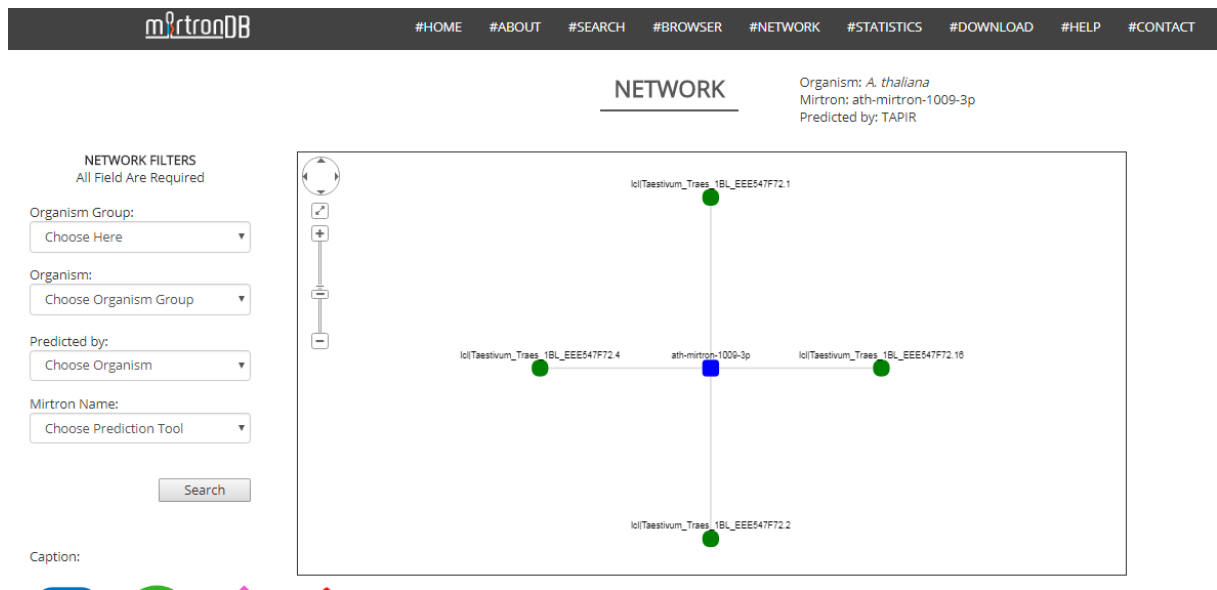 mirtronDB
#HOME #ABOUT #SEARCH #BROWSER #NETWORK #STATISTICS #DOWNLOAD #HELP #CONTACT
NETWORK
Organism: A. thaliana
Mirtron: ath-mirtron-1009-3p
Predicted by: TAPIR
NETWORK FILTERS
All Field Are Required
Organism Group:
Choose Here
Organism:
Choose Organism Group
Predicted by:
Choose Organism
Mirtron Name:
Choose Prediction Tool
Search
Caption:
lcl|Taestivum_Traes_1BL_EEE547F72.1
lcl|Taestivum_Traes_1BL_EEE547F72.4
ath-mirtron-1009-3p
lcl|Taestivum_Traes_1BL_EEE547F72.16
lcl|Taestivum_Traes_1BL_EEE547F72.2